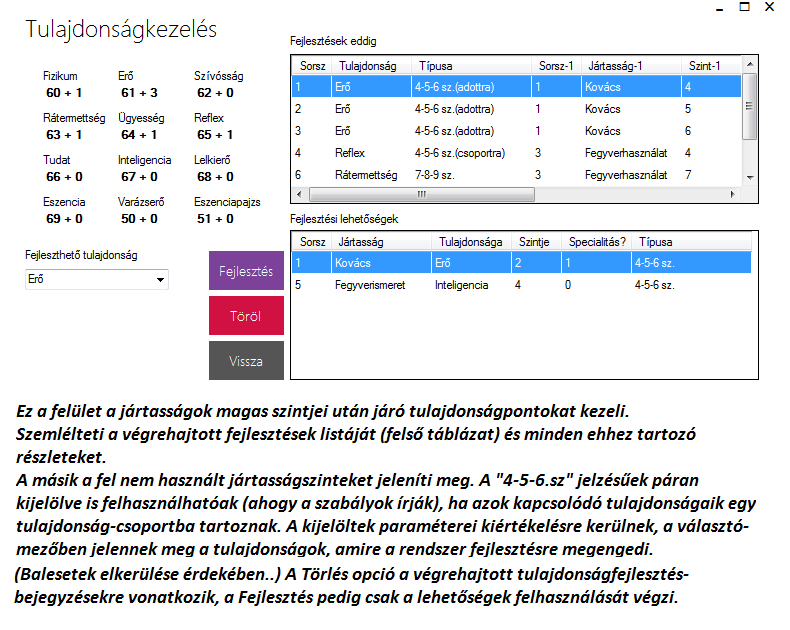 Tulajdonságkezelés
Fizikum Erő Szívósság
60 + 1 61 + 3 62 + 0
Rátermettség Ügyesség Reflex
63 + 1 64 + 1 65 + 1
Tudat Inteligencia Lelkierő
66 + 0 67 + 0 68 + 0
Eszencia Varázserő Eszenciapajzs
69 + 0 50 + 0 51 + 0
Fejleszthető tulajdonság
Erő
Fejlesztés
Töröl
Vissza
Fejlesztések eddig
Sorsz Tulajdonság Típusa Sorsz-1 Jártasság-1 Szint-1
1 Erő 4-5-6 sz.(adottra) 1 Kovács 4
2 Erő 4-5-6 sz.(adottra) 1 Kovács 5
3 Erő 4-5-6 sz.(adottra) 1 Kovács 6
4 Reflex 4-5-6 sz.(csoportra) 3 Fegyverhasználat 4
6 Rátermettség 7-8-9 sz. 3 Fegyverhasználat 7
Fejlesztési lehetőségek
Sorsz Jártasság Tulajdonsága Szintje Specialitás? Típusa
1 Kovács Erő 2 1 4-5-6 sz.
5 Fegyverismeret Inteligencia 4 0 4-5-6 sz.
Ez a felület a jártasságok magas szintjei után járó tulajdonságpontokat kezeli.
Szemlélteti a végrehajtott fejlesztések listáját (felső táblázat) és minden ehhez tartozó
részleteket.
A másik a fel nem használt jártasságszinteket jeleníti meg. A "4-5-6.sz" jelzésűek páran
kijelölve is felhasználhatóak (ahogy a szabályok írják), ha azok kapcsolódó tulajdonságaik egy
tulajdonság-csoportba tartoznak. A kijelöltek paraméterei kiértékelésre kerülnek, a választó-
mezőben jelennek meg a tulajdonságok, amire a rendszer fejlesztésre megengedi.
(Balesetek elkerülése érdekében..) A Törlés opció a végrehajtott tulajdonságfejlesztés-
bejegyzésekre vonatkozik, a Fejlesztés pedig csak a lehetőségek felhasználását végzi.